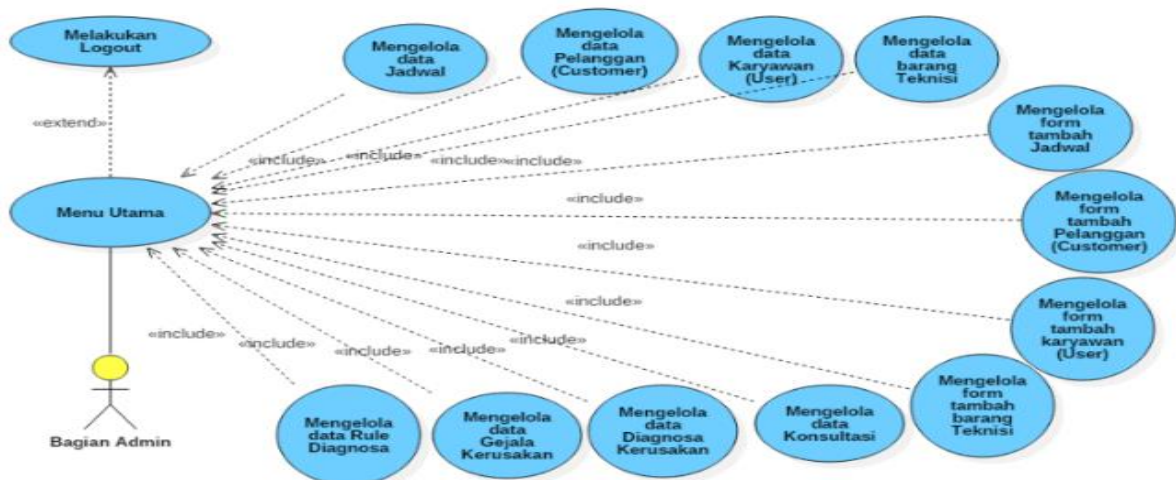 Melakukan
Logout
Mengelola
data
Jadwal
Mengelola
data
Pelanggan
(Customer)
Mengelola
data
Karyawan
(User)
Mengelola
data
barang
Teknisi
Mengelola
form
tambah
Jadwal
«extend»
«include»
«include»
«include»
«include»
Menu Utama
«include»
Mengelola
form
tambah
Pelanggan
(Customer)
«include»
«include»
Mengelola
form
tambah
karyawan
(User)
«include»
«include»
«include»
«include»
Mengelola
form
tambah
barang
Teknisi
Bagian Admin
Mengelola
data Rule
Diagnosa
Mengelola
data
Gejala
Kerusakan
Mengelola
data
Diagnosa
Kerusakan
Mengelola
data
Konsultasi